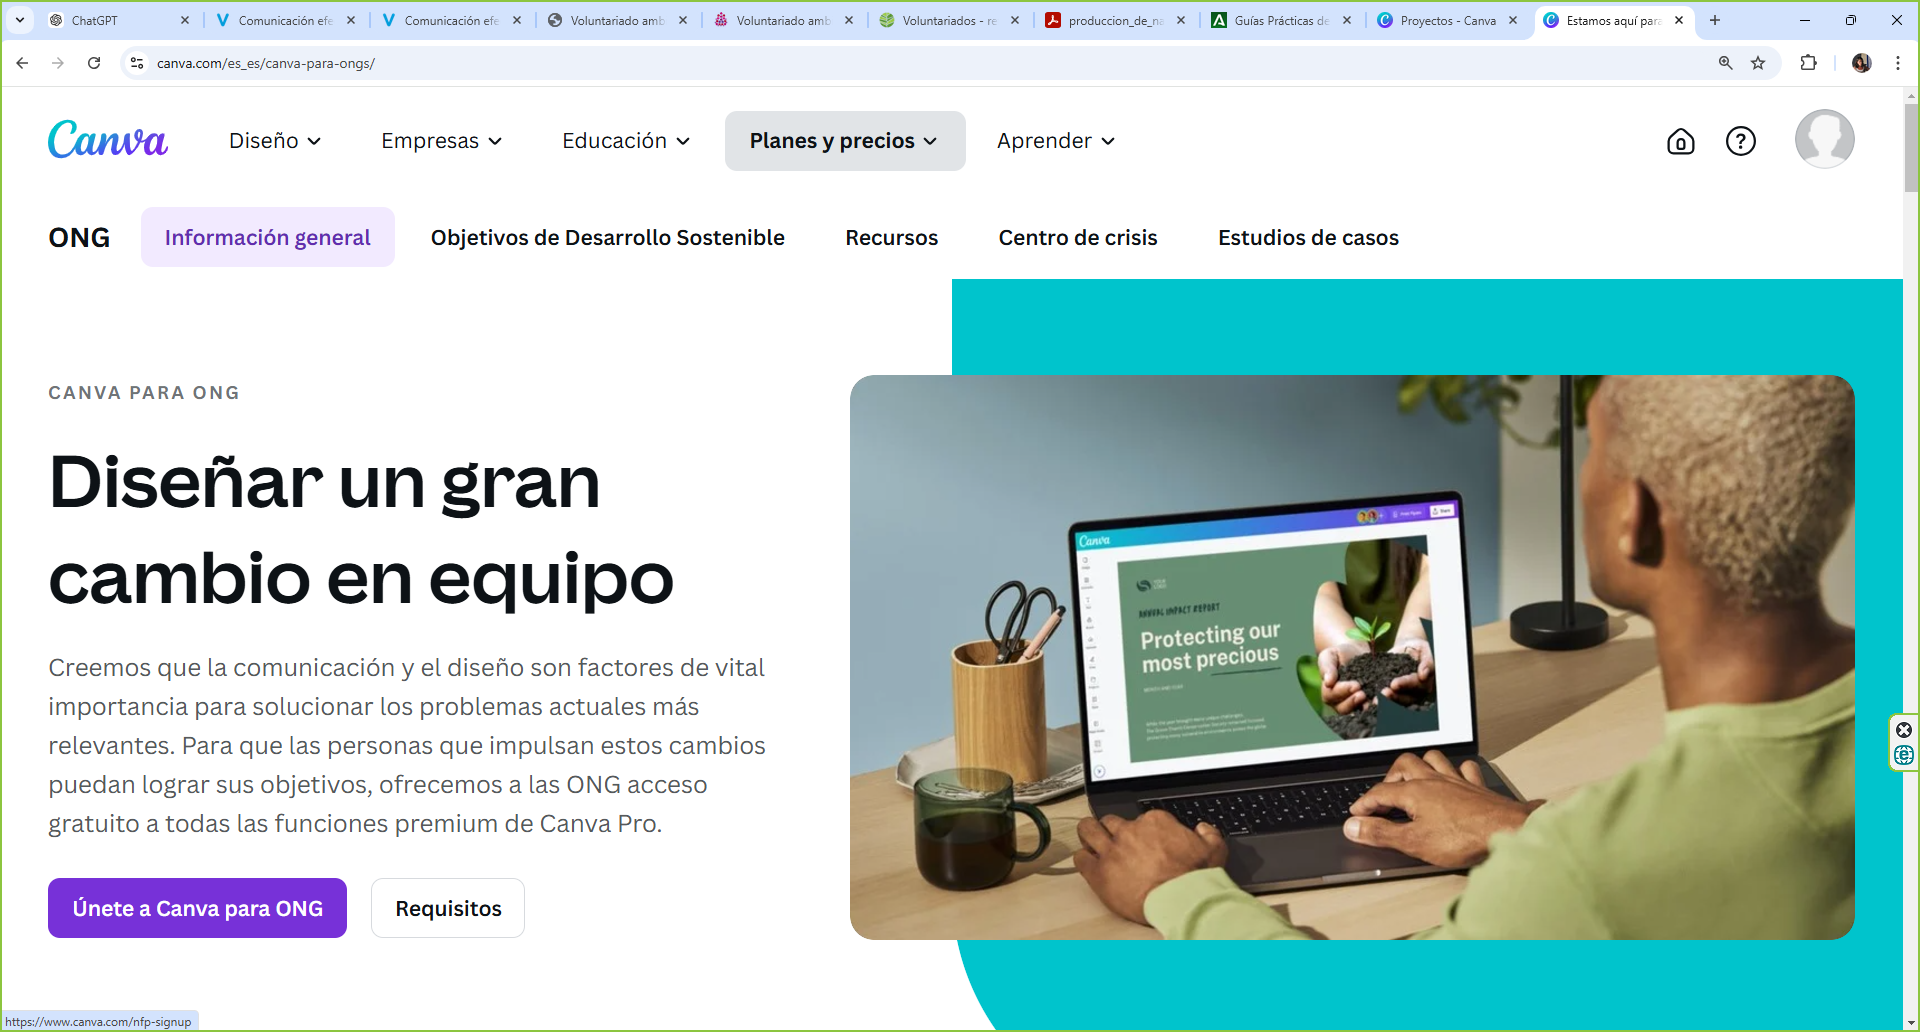 ChatGPT
Comunicación efe
Comunicación efe
Voluntariado amb
Voluntariado amb
Voluntariados - re
produccion_de_na
Guías Prácticas de
Proyectos - Canva
Estamos aquí para
canva.com/es_es/canva-para-ongs/
Canva
Diseño
Empresas
Educación
Planes y precios
Aprender
ONG
Información general
Objetivos de Desarrollo Sostenible
Recursos
Centro de crisis
Estudios de casos
CANVA PARA ONG
Diseñar un gran
cambio en equipo
Creemos que la comunicación y el diseño son factores de vital
importancia para solucionar los problemas actuales más
relevantes. Para que las personas que impulsan estos cambios
puedan lograr sus objetivos, ofrecemos a las ONG acceso
gratuito a todas las funciones premium de Canva Pro.
Únete a Canva para ONG
Requisitos
Canva
Share
YOUR
LOGO
ANNUAL IMPACT REPORT
Protecting our
most precious
https://www.canva.com/nfp-signup